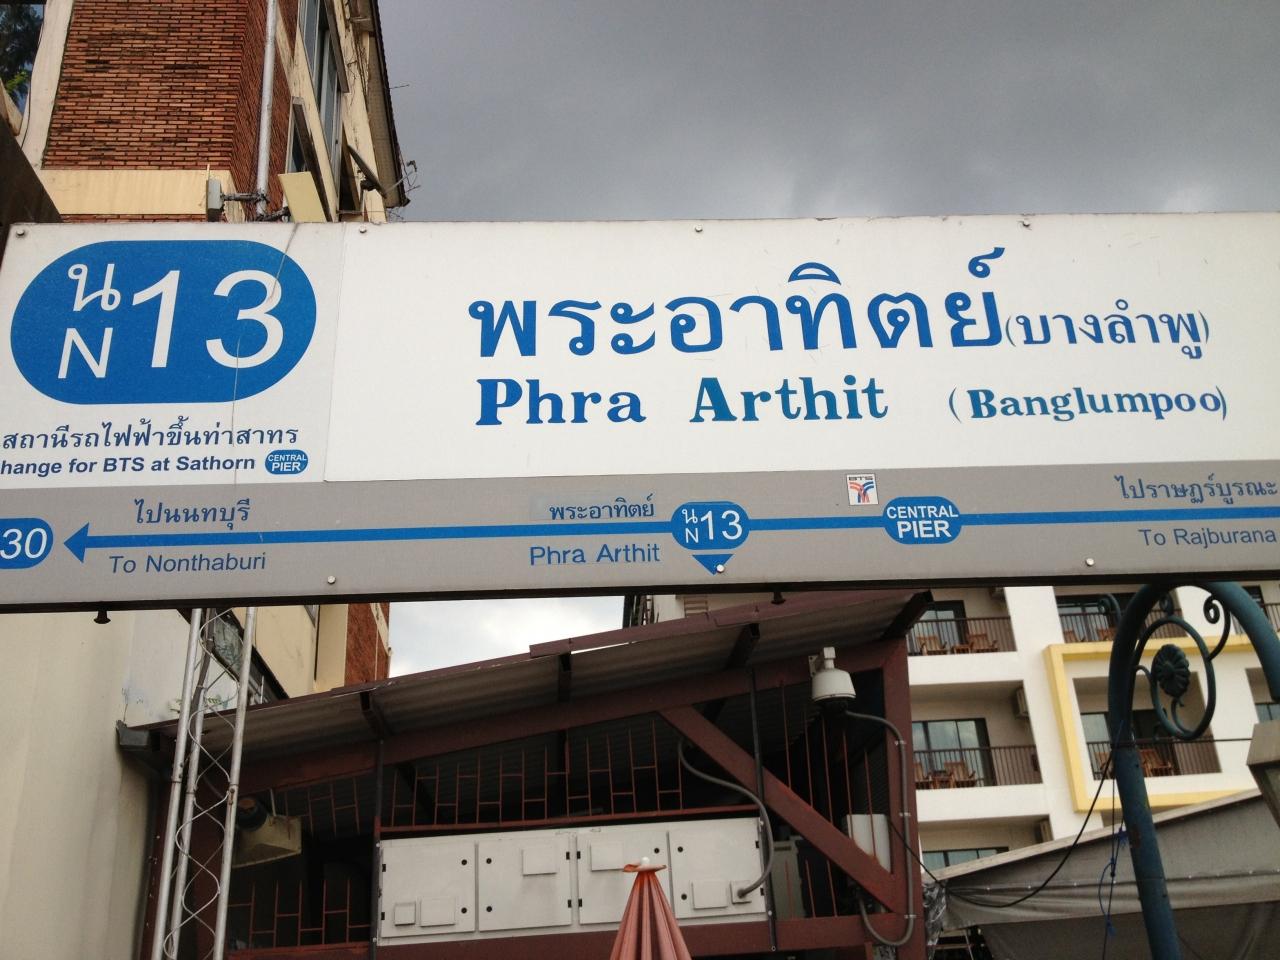 น
N
13
พระอาทิตย์ (บางลำพู)
Phra Arthit (Banglumpoo)
สถานีรถไฟฟ้าขึ้นท่าสาทร
hange for BTS at Sathorn CENTRAL PIER
30
ไปนนทบุรี
To Nonthaburi
พระอาทิตย์
Phra Arthit
น
N
13
BTS
CENTRAL
PIER
ไปราษฎร์บูรณะ
To Rajburana